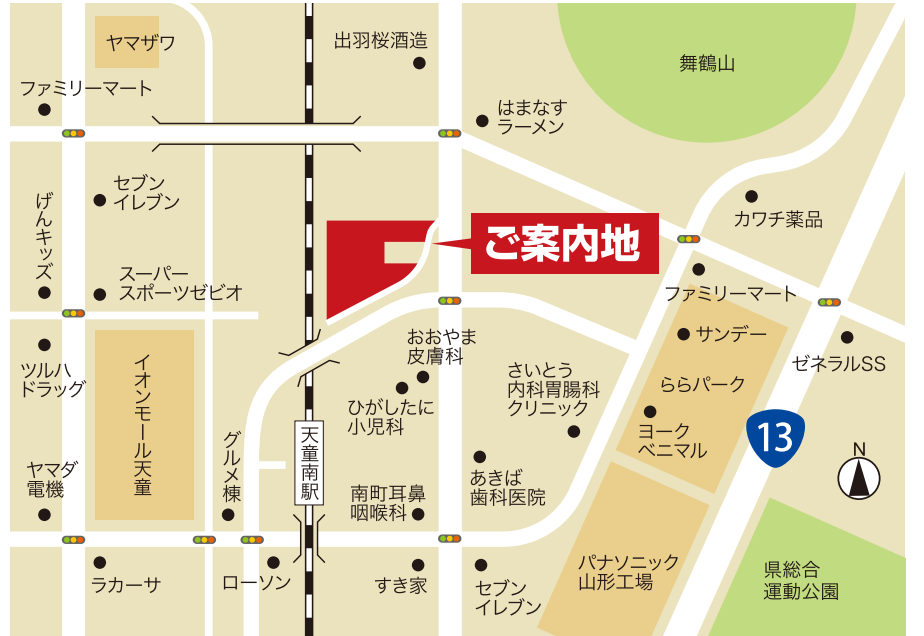 ヤマザワ
出羽桜酒造
舞鶴山
ファミリーマート
はまなす
ラーメン
セブン
イレブン
げんキッズ
カワチ薬品
ご案内地
スーパー
スポーツゼビオ
ファミリーマート
サンデー
おおやま
皮膚科
ツルハ
ドラッグ
イオンモール天童
さいとう
内科胃腸科
クリニック
ららパーク
ゼネラルSS
ひがしたに
小児科
ヨーク
ベニマル
13
グルメ棟
天童南駅
N
ヤマダ
電機
あきば
歯科医院
南町耳鼻
咽喉科
ラカーサ
ローソン
すき家
セブン
イレブン
パナソニック
山形工場
県総合
運動公園